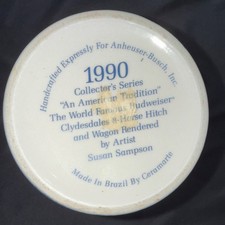 Handcrafted Expressly For Anheuser-Busch, Inc.
1990
Collector's Series
"An American Tradition"
The World Famous Budweiser
Clydesdales 8-Horse Hitch
and Wagon Rendered
by Artist
Susan Sampson
Made in Brazil By Ceramarte